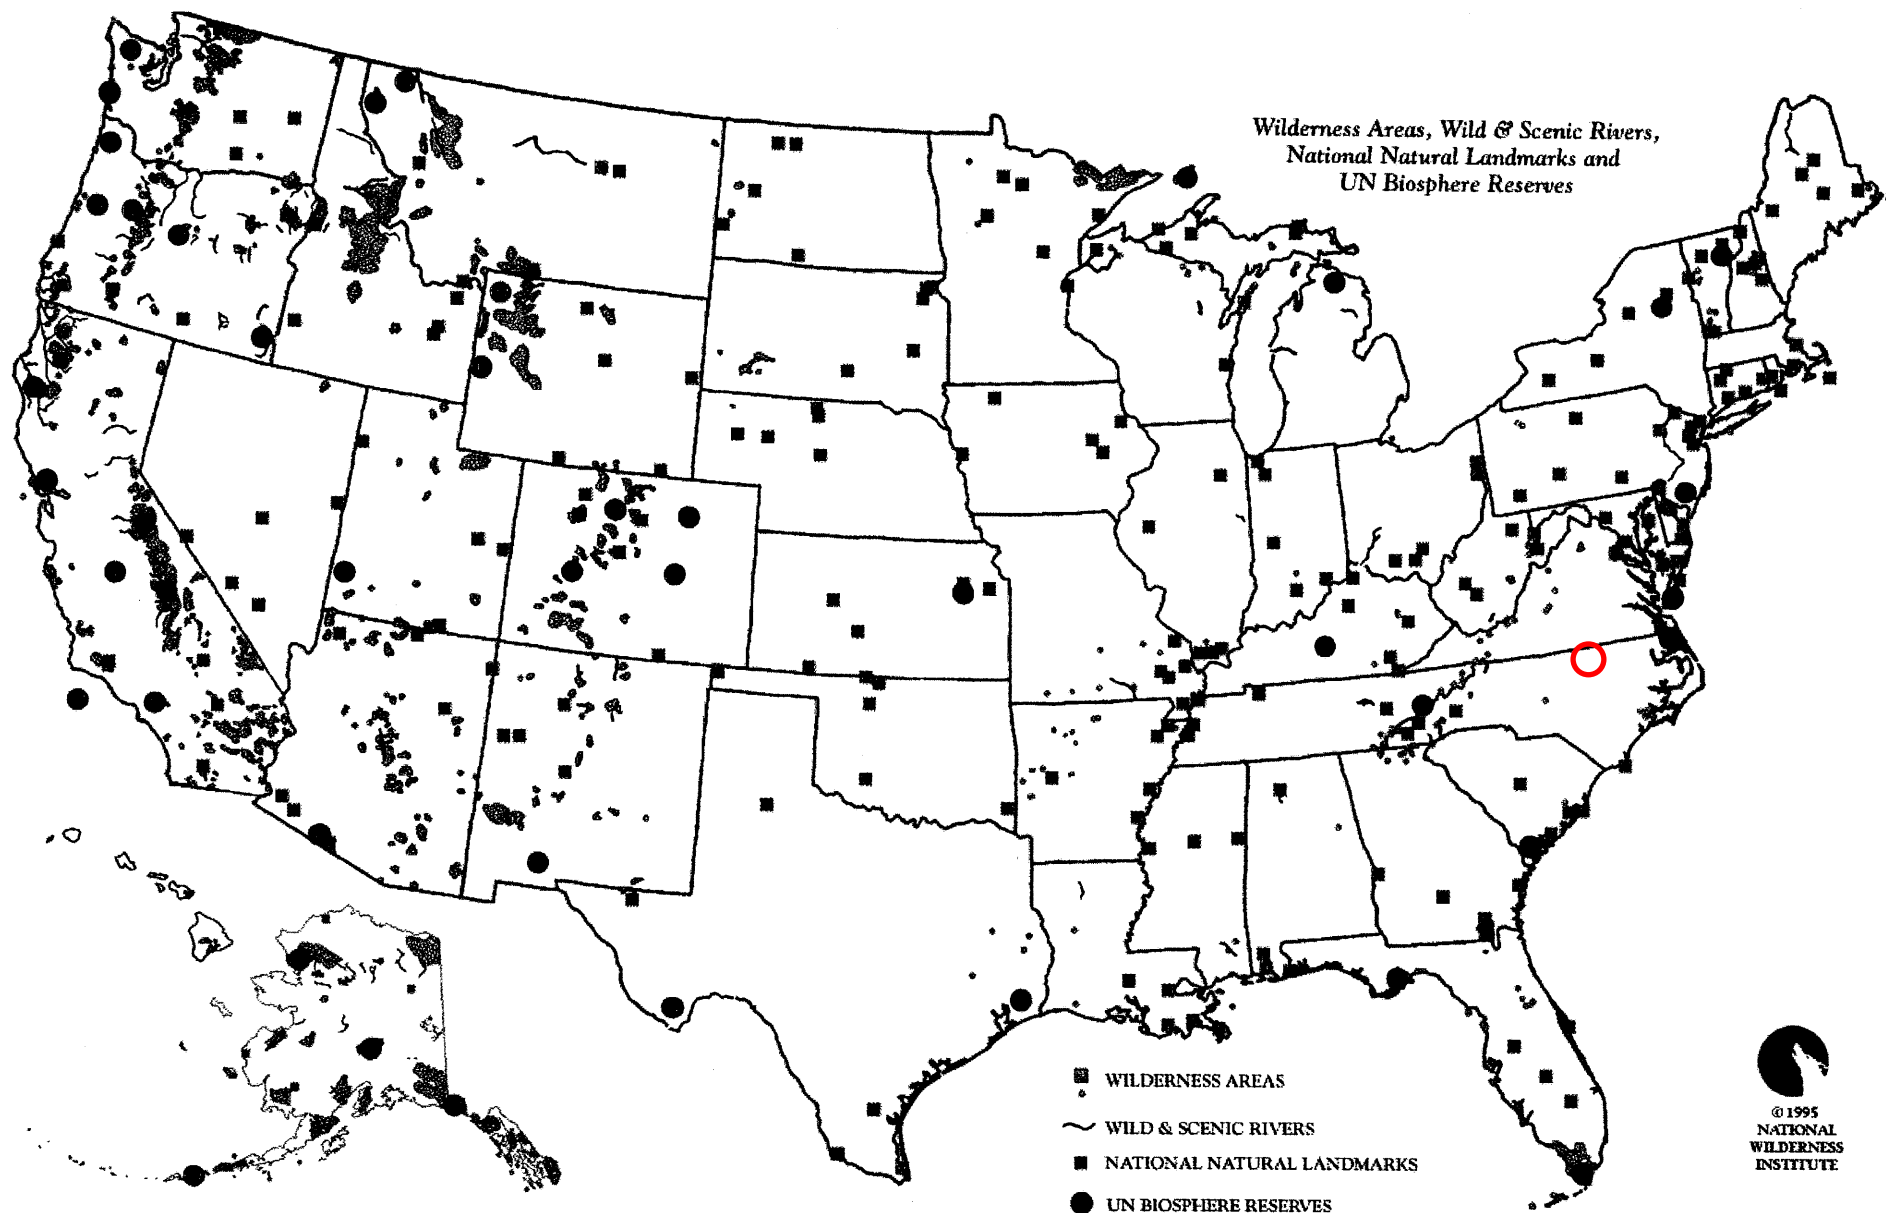 Wilderness Areas, Wild & Scenic Rivers,
National Natural Landmarks and
UN Biosphere Reserves
WILDERNESS AREAS
WILD & SCENIC RIVERS
NATIONAL NATURAL LANDMARKS
UN BIOSPHERE RESERVES
© 1995
NATIONAL
WILDERNESS
INSTITUTE